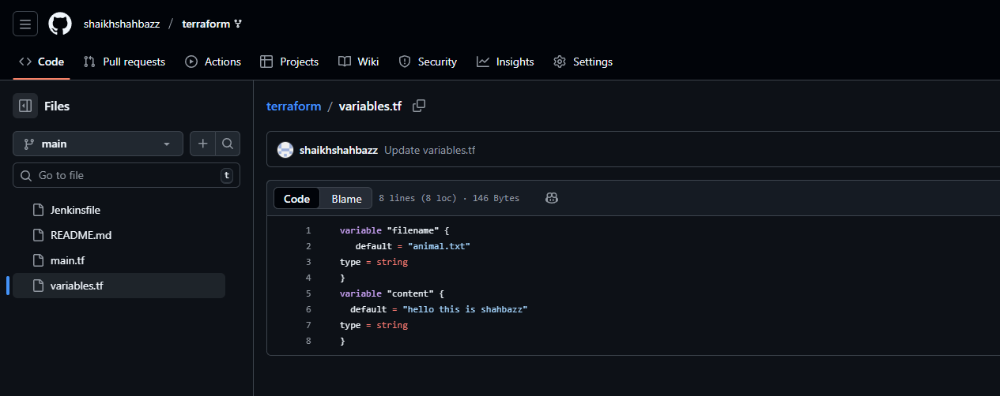 shaikhshahbazz / terraform
Code Pull requests Actions Projects Wiki Security Insights Settings
Files
main
Go to file t
Jenkinsfile
README.md
main.tf
variables.tf
terraform / variables.tf
shaikhshahbazz Update variables.tf
Code Blame 8 lines (8 loc) · 146 Bytes
1 variable "filename" {
2 default = "animal.txt"
3 type = string
4 }
5 variable "content" {
6 default = "hello this is shahbazz"
7 type = string
8 }